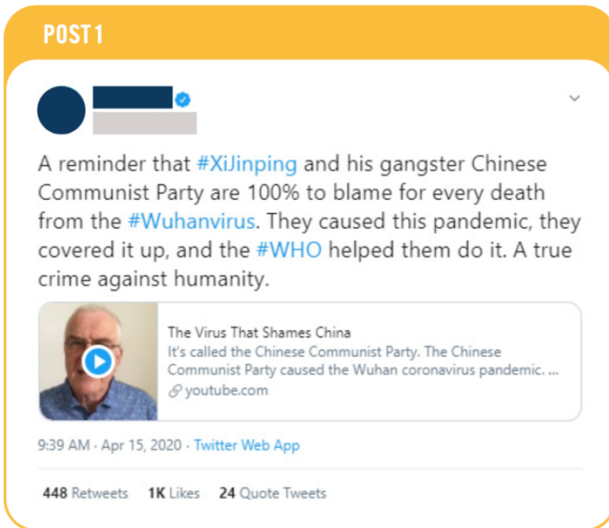 POST 1
A reminder that #XiJinping and his gangster Chinese
Communist Party are 100% to blame for every death
from the #Wuhanvirus. They caused this pandemic, they
covered it up, and the #WHO helped them do it. A true
crime against humanity.
The Virus That Shames China
It's called the Chinese Communist Party. The Chinese
Communist Party caused the Wuhan coronavirus pandemic. ...
youtube.com
9:39 AM · Apr 15, 2020 · Twitter Web App
448 Retweets 1K Likes 24 Quote Tweets